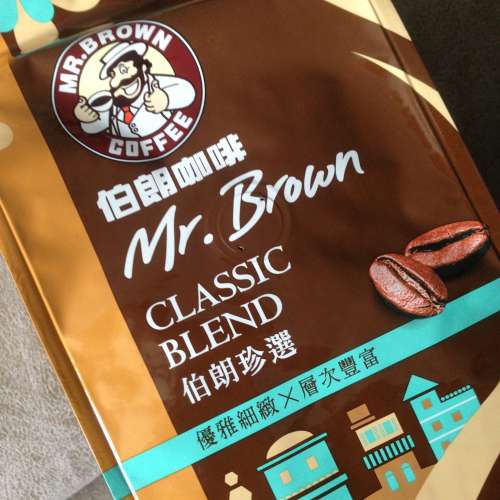 MR.BROWN
COFFEE
伯朗咖啡
Mr. Brown
CLASSIC
BLEND
伯朗珍選
優雅細緻×層次豐富